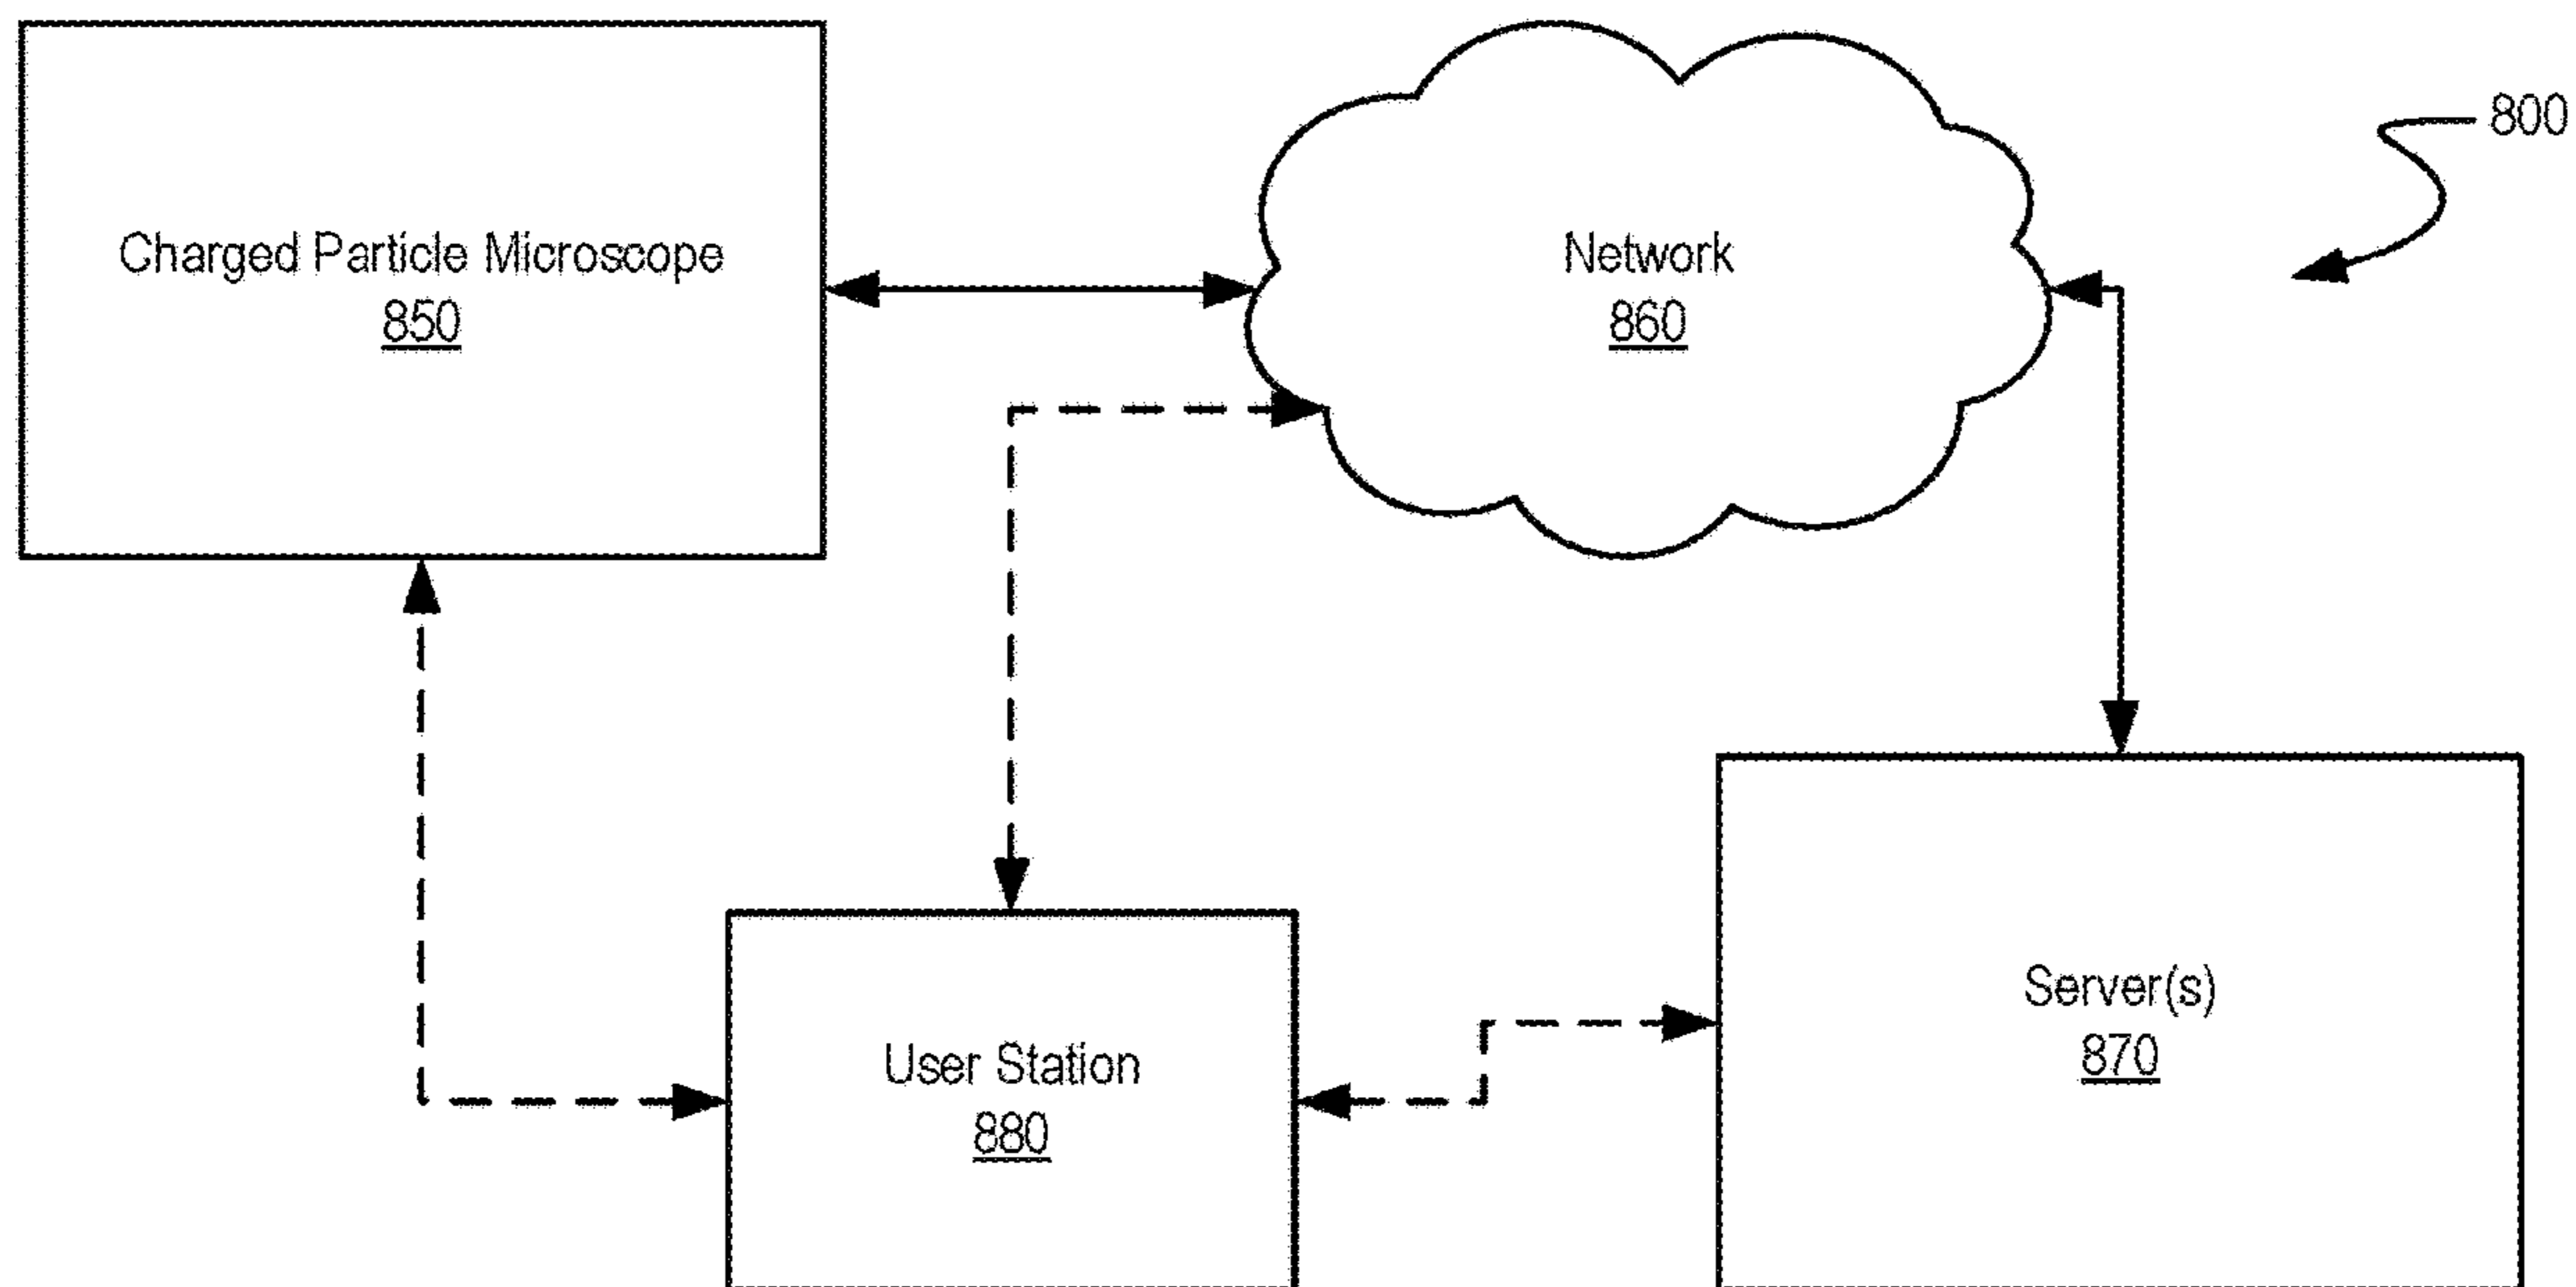 800
Charged Particle Microscope
850
Network
860
Server(s)
870
User Station
880